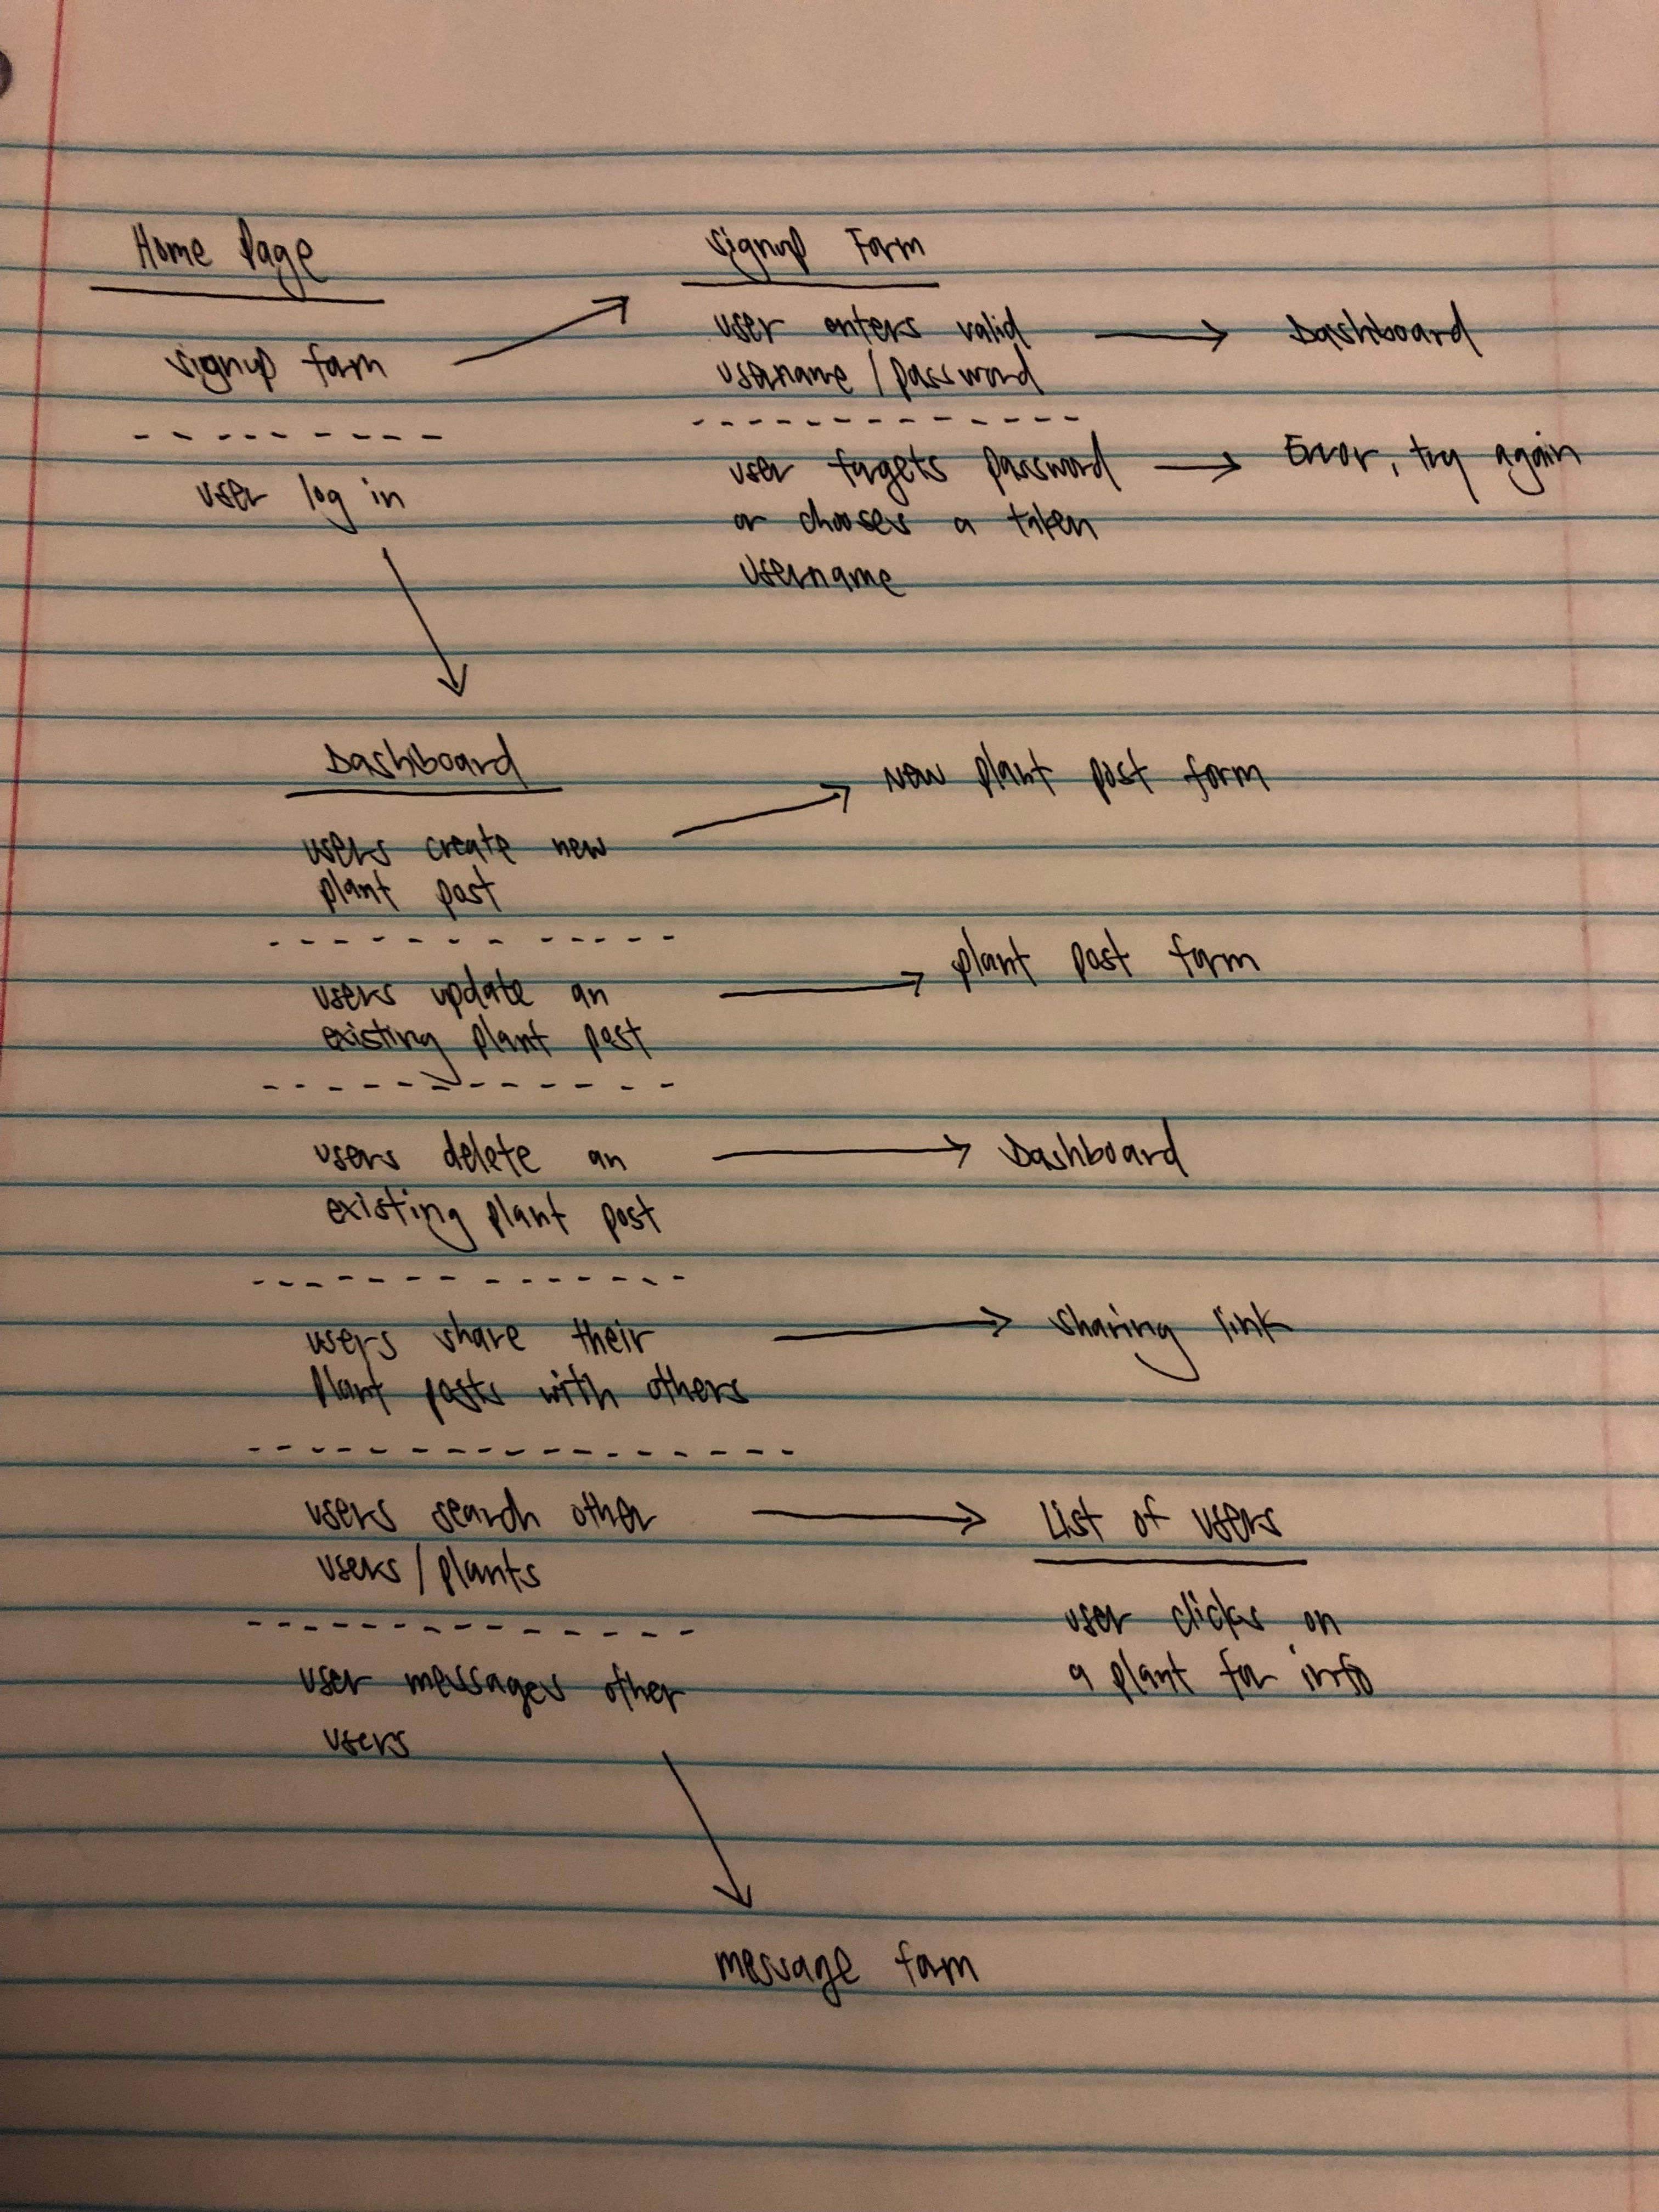 Home Page
signup form
user log in
Signup Form
user enters valid
username / password
Dashboard
user forgets password
or chooses a taken
username
Error, try again
Dashboard
users create new
plant post
New plant post form
users update an
existing plant post
plant post form
users delete an
existing plant post
Dashboard
users share their
plant posts with others
sharing link
users search other
users / plants
List of users
user clicks on
a plant for info
user messages other
users
message form